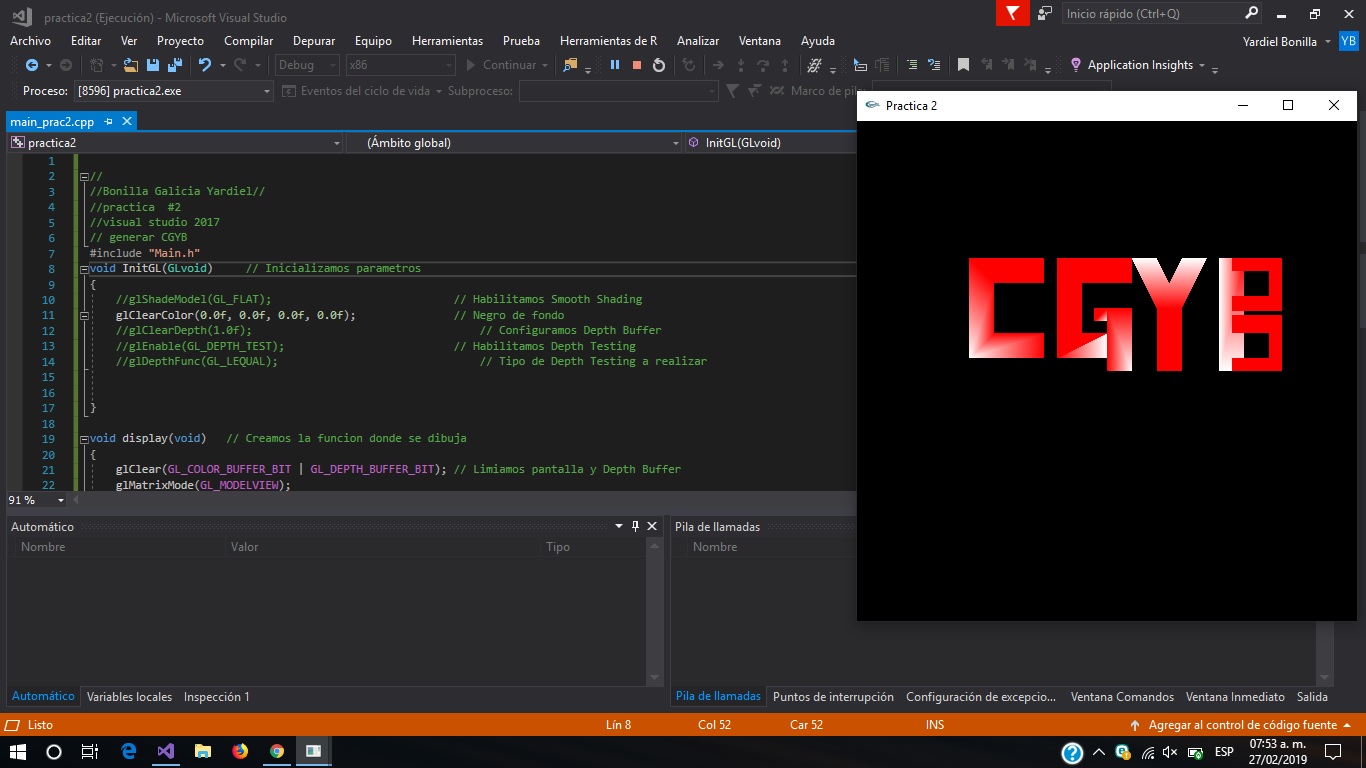 practica2 (Ejecución) - Microsoft Visual Studio
Inicio rápido (Ctrl+Q)
Archivo Editar Ver Proyecto Compilar Depurar Equipo Herramientas Prueba Herramientas de R Analizar Ventana Ayuda
Yardiel Bonilla YB
Debug x86 Continuar Application Insights
Proceso: [8596] practica2.exe Eventos del ciclo de vida Subproceso: Marco de pila:
main_prac2.cpp
practica2 (Ámbito global) InitGL(GLvoid)
1
2 //
3 //Bonilla Galicia Yardiel//
4 //practica  #2
5 //visual studio 2017
6 // generar CGYB
7 #include "Main.h"
8 void InitGL(GLvoid)     // Inicializamos parametros
9 {
10 //glShadeModel(GL_FLAT); // Habilitamos Smooth Shading
11 glClearColor(0.0f, 0.0f, 0.0f, 0.0f); // Negro de fondo
12 //glClearDepth(1.0f); // Configuramos Depth Buffer
13 //glEnable(GL_DEPTH_TEST); // Habilitamos Depth Testing
14 //glDepthFunc(GL_LEQUAL); // Tipo de Depth Testing a realizar
15
16
17 }
18
19 void display(void)   // Creamos la funcion donde se dibuja
20 {
21 glClear(GL_COLOR_BUFFER_BIT | GL_DEPTH_BUFFER_BIT); // Limiamos pantalla y Depth Buffer
22 glMatrixMode(GL_MODELVIEW);
91 %
Practica 2
CGYB
Automático
Nombre Valor Tipo
Automático Variables locales Inspección 1
Pila de llamadas
Nombre
Pila de llamadas Puntos de interrupción Configuración de excepcio... Ventana Comandos Ventana Inmediato Salida
Listo Lín 8 Col 52 Car 52 INS Agregar al control de código fuente
ESP
07:53 a. m.
27/02/2019